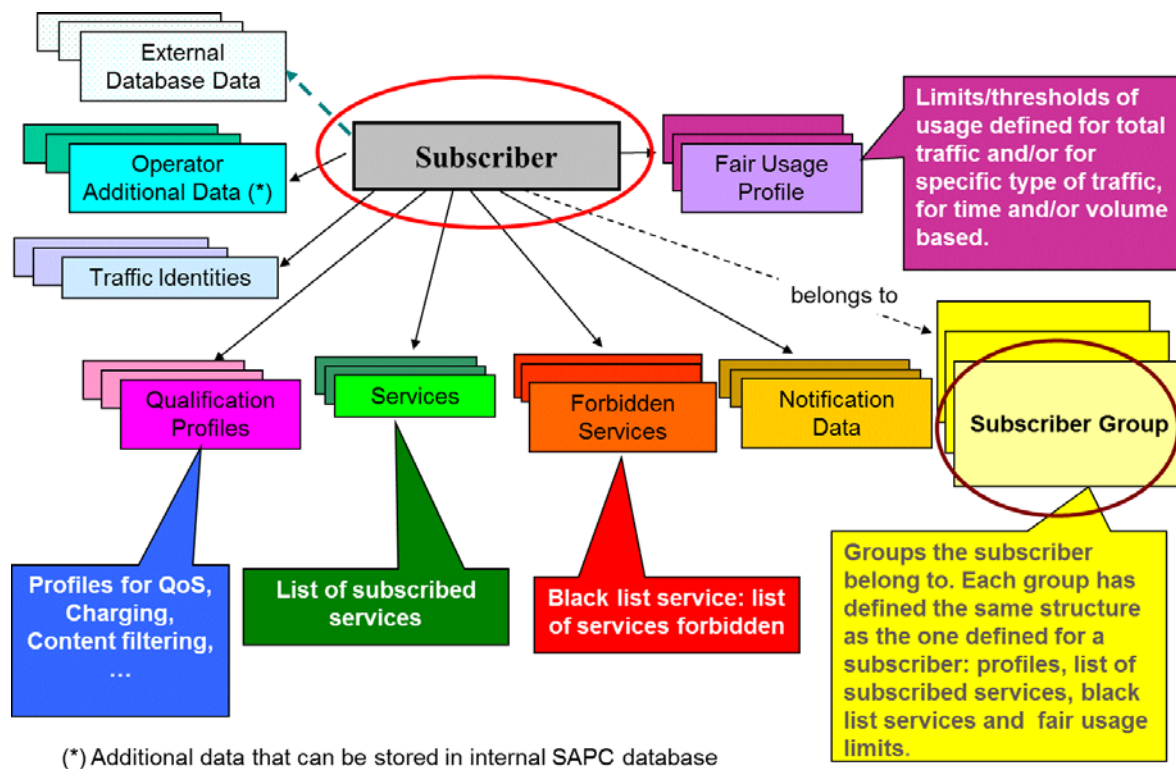 External
Database Data
Operator
Additional Data (*)
Traffic Identities
Subscriber
Fair Usage
Profile
Limits/thresholds of
usage defined for total
traffic and/or for
specific type of traffic,
for time and/or volume
based.
belongs to
Qualification
Profiles
Services
Forbidden
Services
Notification
Data
Subscriber Group
Profiles for QoS,
Charging,
Content filtering,
…
List of subscribed
services
Black list service: list
of services forbidden
Groups the subscriber
belong to. Each group has
defined the same structure
as the one defined for a
subscriber: profiles, list of
subscribed services, black
list services and fair usage
limits.
(*) Additional data that can be stored in internal SAPC database